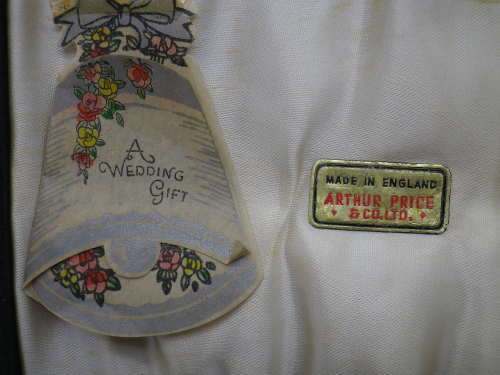 A
WEDDING
GIFT
MADE IN ENGLAND
ARTHUR PRICE
& CO.LTD.